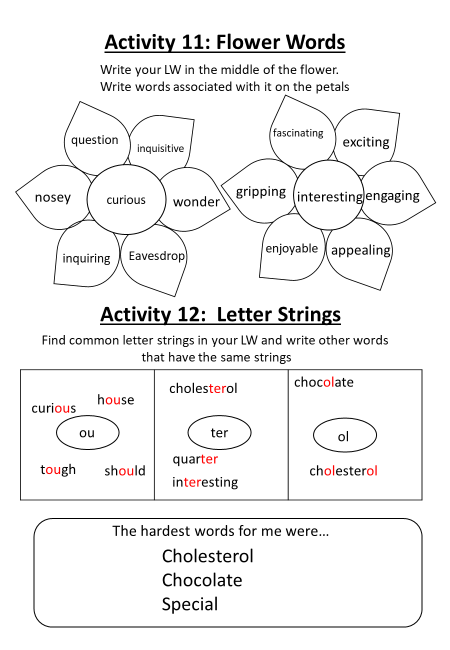 Activity 11: Flower Words
Write your LW in the middle of the flower.
Write words associated with it on the petals
question
inquisitive
nosey
curious
wonder
inquiring
Eavesdrop
fascinating
exciting
gripping
interesting
engaging
enjoyable
appealing
Activity 12: Letter Strings
Find common letter strings in your LW and write other words
that have the same strings
curious
house
ou
tough
should
cholesterol
ter
quarter
interesting
chocolate
ol
cholesterol
The hardest words for me were...
Cholesterol
Chocolate
Special